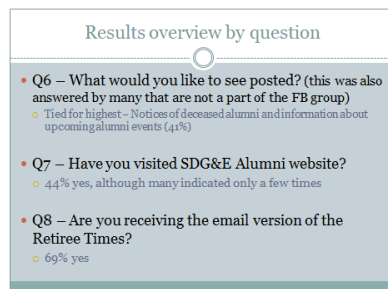 Results overview by question
• Q6 – What would you like to see posted? (this was also
answered by many that are not a part of the FB group)
○ Tied for highest – Notices of deceased alumni and information about
upcoming alumni events (41%)
• Q7 – Have you visited SDG&E Alumni website?
○ 44% yes, although many indicated only a few times
• Q8 – Are you receiving the email version of the
Retiree Times?
○ 69% yes